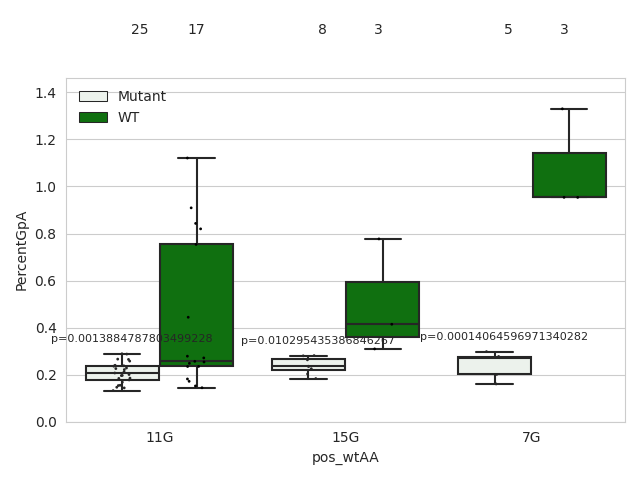 25 17 8 3 5 3
1.4
Mutant
WT
1.2
1.0
0.8
0.6
0.4
0.2
0.0
PercentGpA
p=0.0013884787803499228 p=0.010295435386846267 p=0.00014064596971340282
11G 15G 7G
pos_wtAA